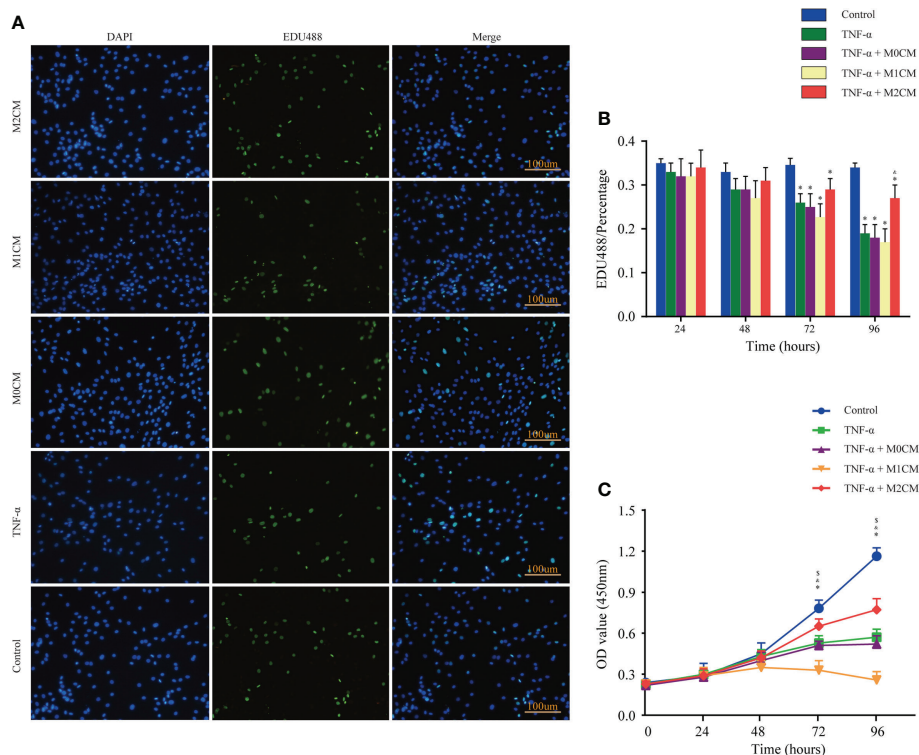 A
DAPI EDU488 Merge
M2CM
100um
M1CM
100um
M0CM
100um
TNF-α
100um
Control
100um
Control
TNF-α
TNF-α + M0CM
TNF-α + M1CM
TNF-α + M2CM
B
EDU488/Percentage
0.4
0.3
0.2
0.1
0.0
* * * *
&
*
* * *
24 48 72 96
Time (hours)
Control
TNF-α
TNF-α + M0CM
TNF-α + M1CM
TNF-α + M2CM
C
OD value (450nm)
1.5
1.2
0.9
0.6
0.3
0.0
$
&
*
$
&
*
0 24 48 72 96
Time (hours)